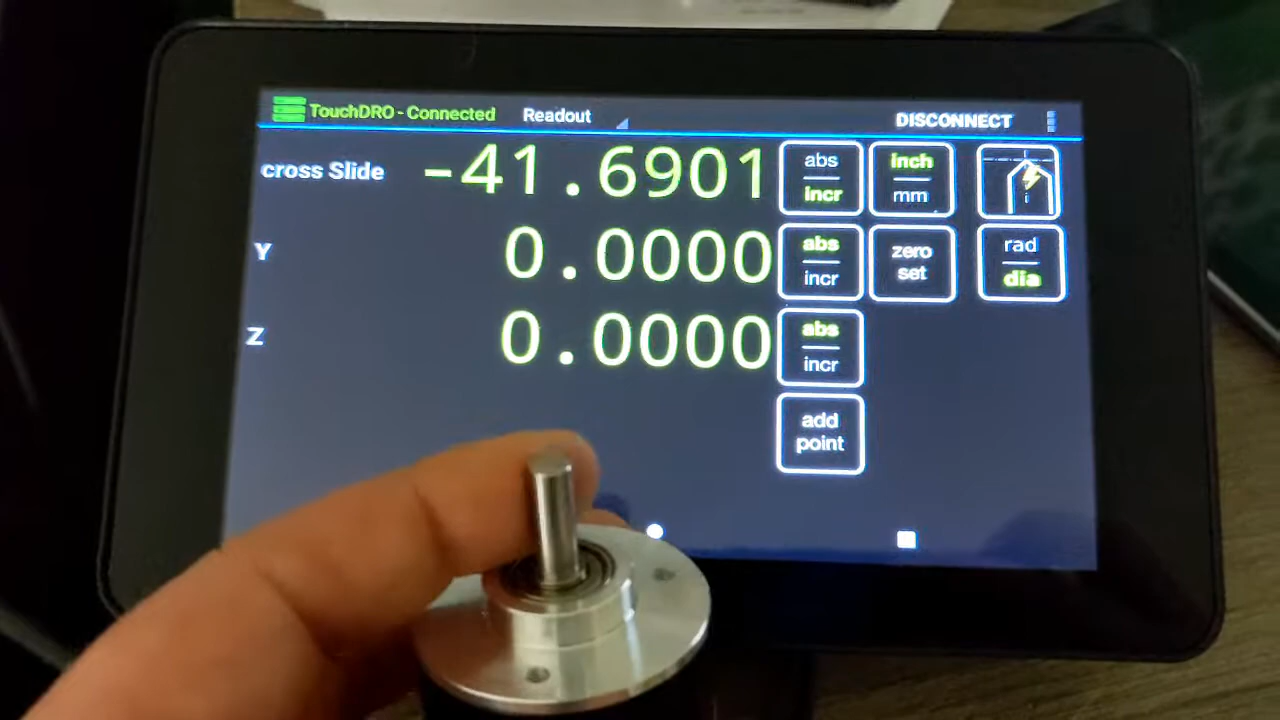 TouchDRO - Connected Readout DISCONNECT
cross Slide -41.6901 abs incr inch mm
Y 0.0000 abs incr zero set rad dia
Z 0.0000 abs incr
add point